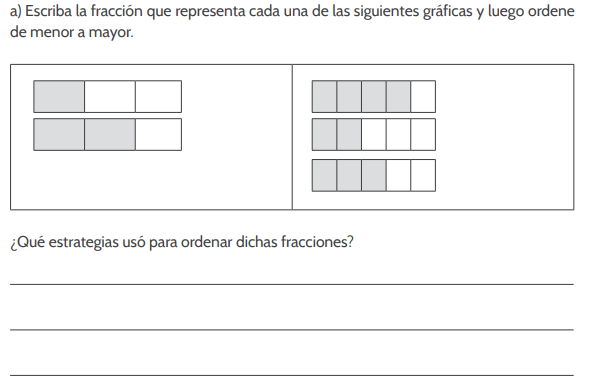 a) Escriba la fracción que representa cada una de las siguientes gráficas y luego ordene
de menor a mayor.
¿Qué estrategias usó para ordenar dichas fracciones?